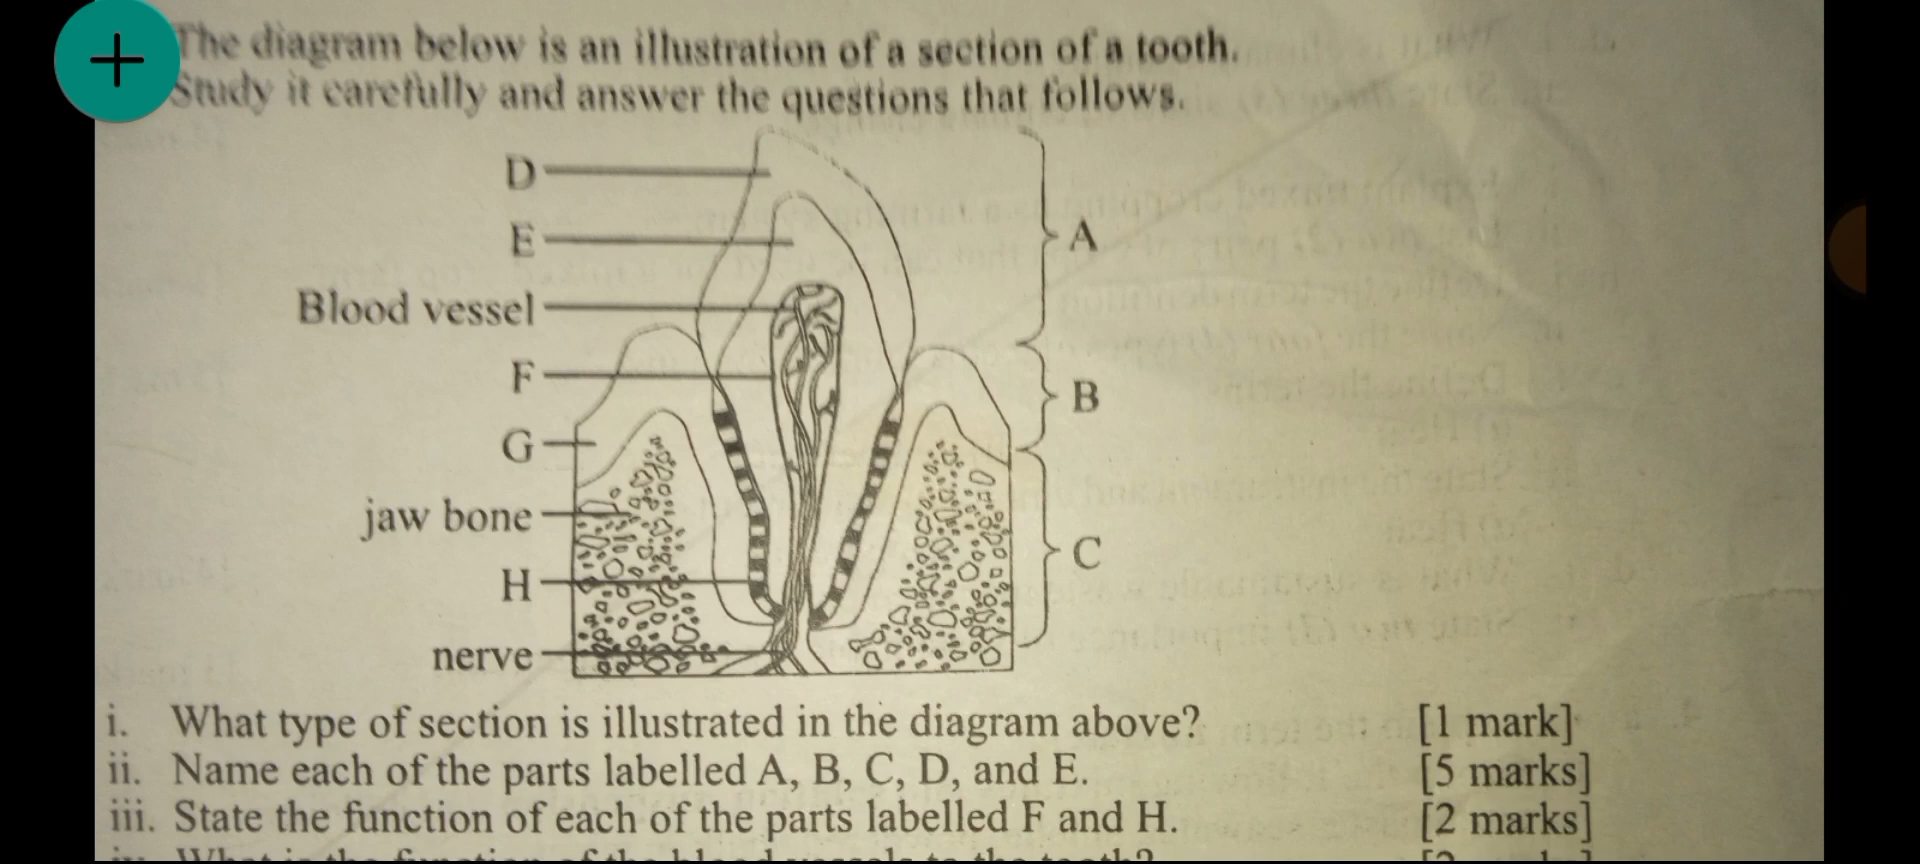 The diagram below is an illustration of a section of a tooth.
Study it carefully and answer the questions that follows.
D
E
A
Blood vessel
F
B
G
jaw bone
C
H
nerve
i. What type of section is illustrated in the diagram above? [1 mark]
ii. Name each of the parts labelled A, B, C, D, and E. [5 marks]
iii. State the function of each of the parts labelled F and H. [2 marks]